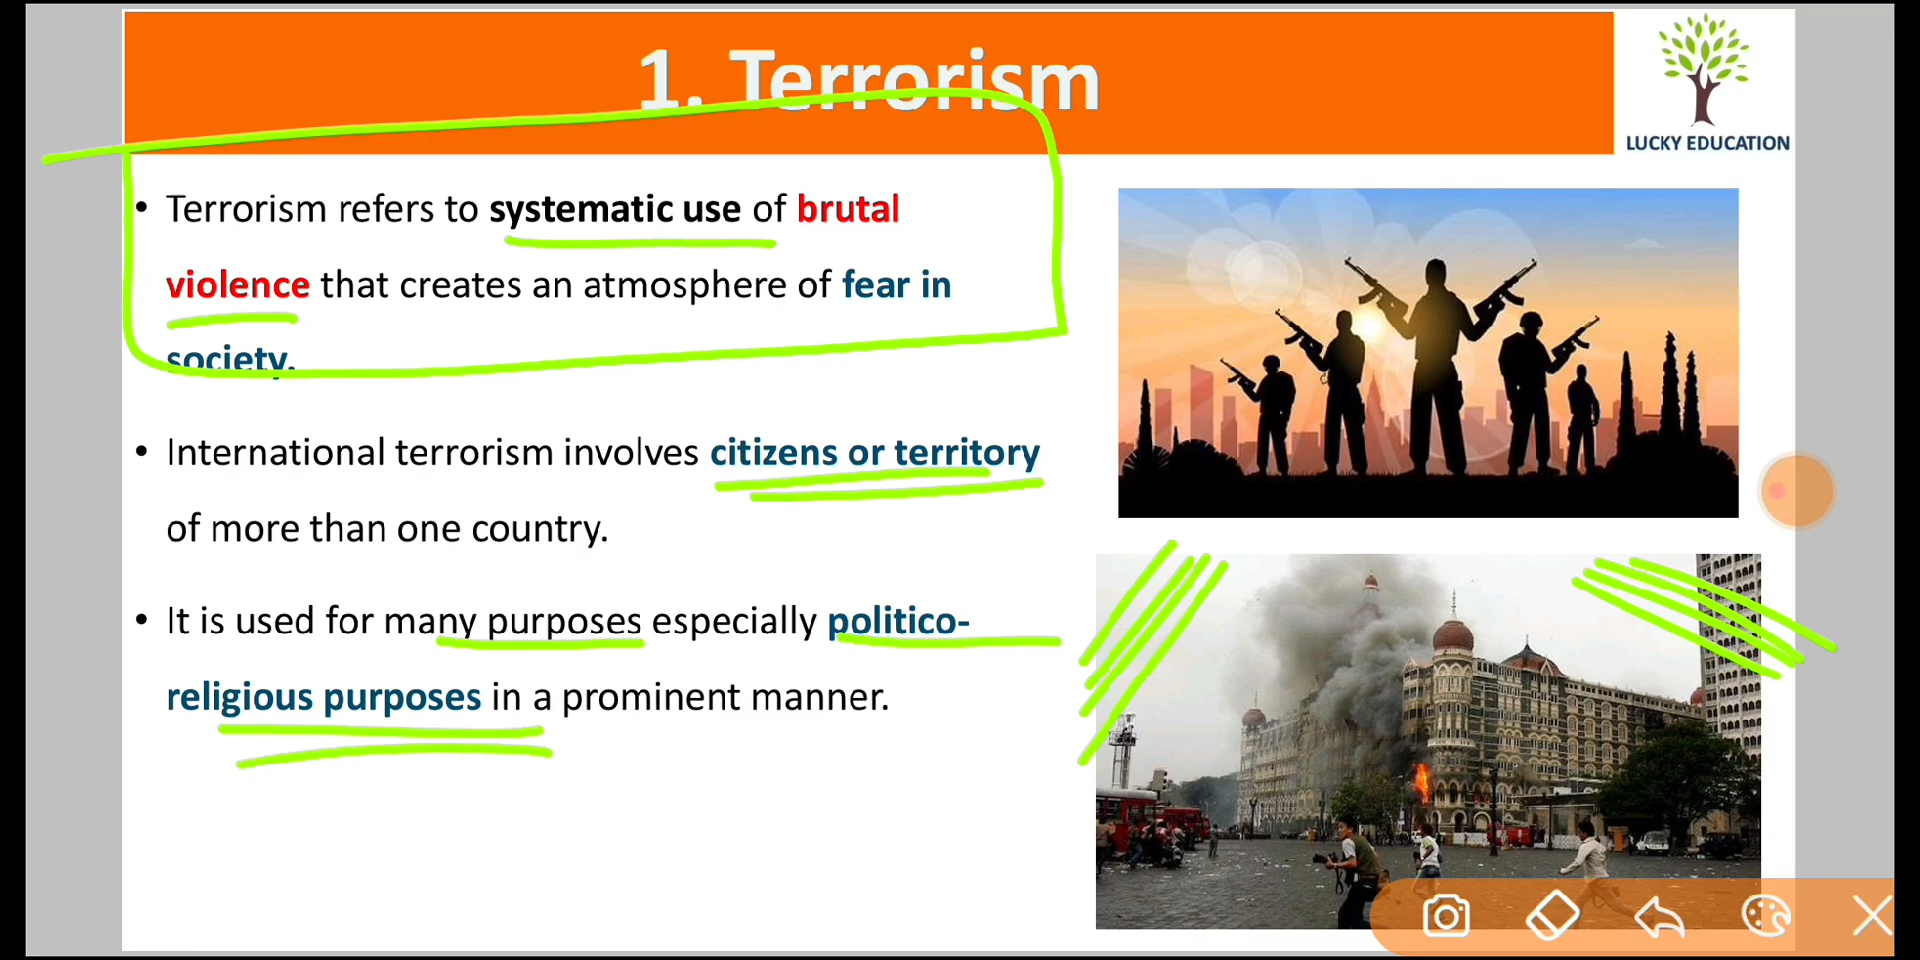 1. Terrorism
LUCKY EDUCATION
• Terrorism refers to systematic use of brutal
violence that creates an atmosphere of fear in
society.
• International terrorism involves citizens or territory
of more than one country.
• It is used for many purposes especially politico-
religious purposes in a prominent manner.